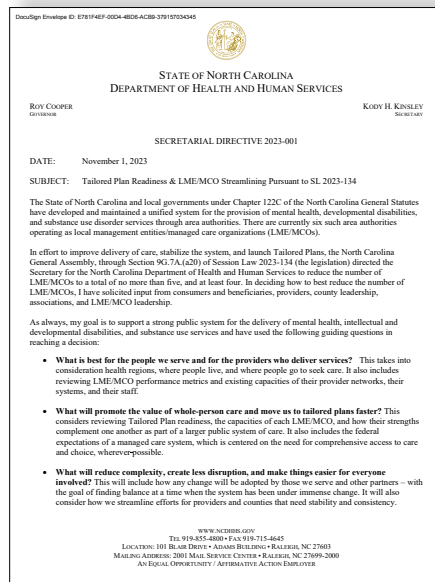 DocuSign Envelope ID: E781F4EF-00D4-4BD6-ACB9-379157034345
STATE OF NORTH CAROLINA
DEPARTMENT OF HEALTH AND HUMAN SERVICES
ROY COOPER
GOVERNOR
KODY H. KINSLEY
SECRETARY
SECRETARIAL DIRECTIVE 2023-001
DATE: November 1, 2023
SUBJECT: Tailored Plan Readiness & LME/MCO Streamlining Pursuant to SL 2023-134
The State of North Carolina and local governments under Chapter 122C of the North Carolina General Statutes
have developed and maintained a unified system for the provision of mental health, developmental disabilities,
and substance use disorder services through area authorities. There are currently six such area authorities
operating as local management entities/managed care organizations (LME/MCOs).
In effort to improve delivery of care, stabilize the system, and launch Tailored Plans, the North Carolina
General Assembly, through Section 9G.7A.(a20) of Session Law 2023-134 (the legislation) directed the
Secretary for the North Carolina Department of Health and Human Services to reduce the number of
LME/MCOs to a total of no more than five, and at least four. In deciding how to best reduce the number of
LME/MCOs, I have solicited input from consumers and beneficiaries, providers, county leadership,
associations, and LME/MCO leadership.
As always, my goal is to support a strong public system for the delivery of mental health, intellectual and
developmental disabilities, and substance use services and have used the following guiding questions in
reaching a decision:
• What is best for the people we serve and for the providers who deliver services? This takes into
consideration health regions, where people live, and where people go to seek care. It also includes
reviewing LME/MCO performance metrics and existing capacities of their provider networks, their
systems, and their staff.
• What will promote the value of whole-person care and move us to tailored plans faster? This
considers reviewing Tailored Plan readiness, the capacities of each LME/MCO, and how their strengths
complement one another as part of a larger public system of care. It also includes the federal
expectations of a managed care system, which is centered on the need for comprehensive access to care
and choice, wherever possible.
• What will reduce complexity, create less disruption, and make things easier for everyone
involved? This will include how any change will be adopted by those we serve and other partners – with
the goal of finding balance at a time when the system has been under immense change. It will also
consider how we streamline efforts for providers and counties that need stability and consistency.
WWW.NCDHHS.GOV
TEL 919-855-4800 • FAX 919-715-4645
LOCATION: 101 BLAIR DRIVE • ADAMS BUILDING • RALEIGH, NC 27603
MAILING ADDRESS: 2001 MAIL SERVICE CENTER • RALEIGH, NC 27699-2000
AN EQUAL OPPORTUNITY / AFFIRMATIVE ACTION EMPLOYER